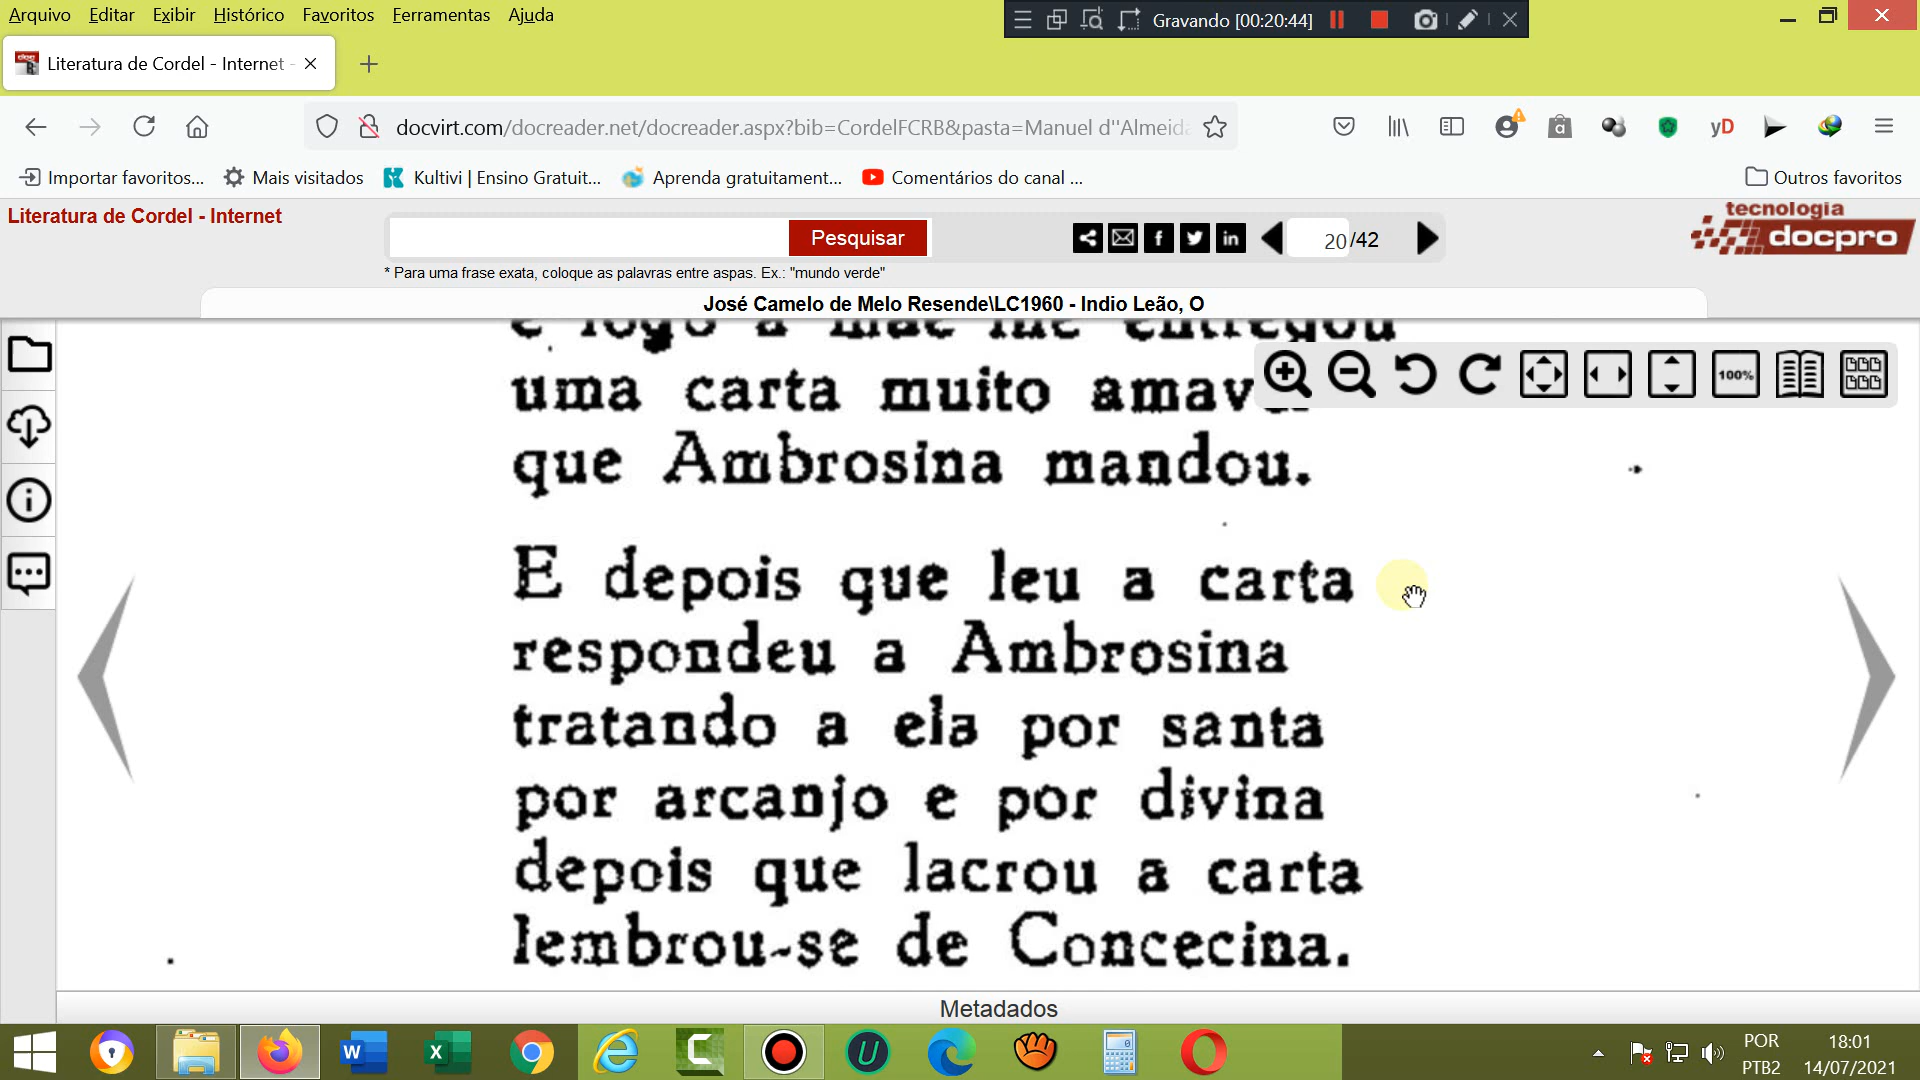 Arquivo Editar Exibir Histórico Favoritos Ferramentas Ajuda
Gravando [00:20:44]
Literatura de Cordel - Internet -
docvirt.com/docreader.net/docreader.aspx?bib=CordelFCRB&pasta=Manuel d''Almeida
Importar favoritos... Mais visitados Kultivi | Ensino Gratuit... Aprenda gratuitament... Comentários do canal ... Outros favoritos
Literatura de Cordel - Internet
Pesquisar
20 /42
tecnologia
docpro
* Para uma frase exata, coloque as palavras entre aspas. Ex.: "mundo verde"
José Camelo de Melo Resende\LC1960 - Indio Leão, O
100%
e logo a mãe lhe entregou
uma carta muito
que Ambrosina mandou.
E depois que leu a carta
respondeu a Ambrosina
tratando a ela por santa
por arcanjo e por divina
depois que lacrou a carta
lembrou-se de Concecina.
Metadados
POR
PTB2
18:01
14/07/2021